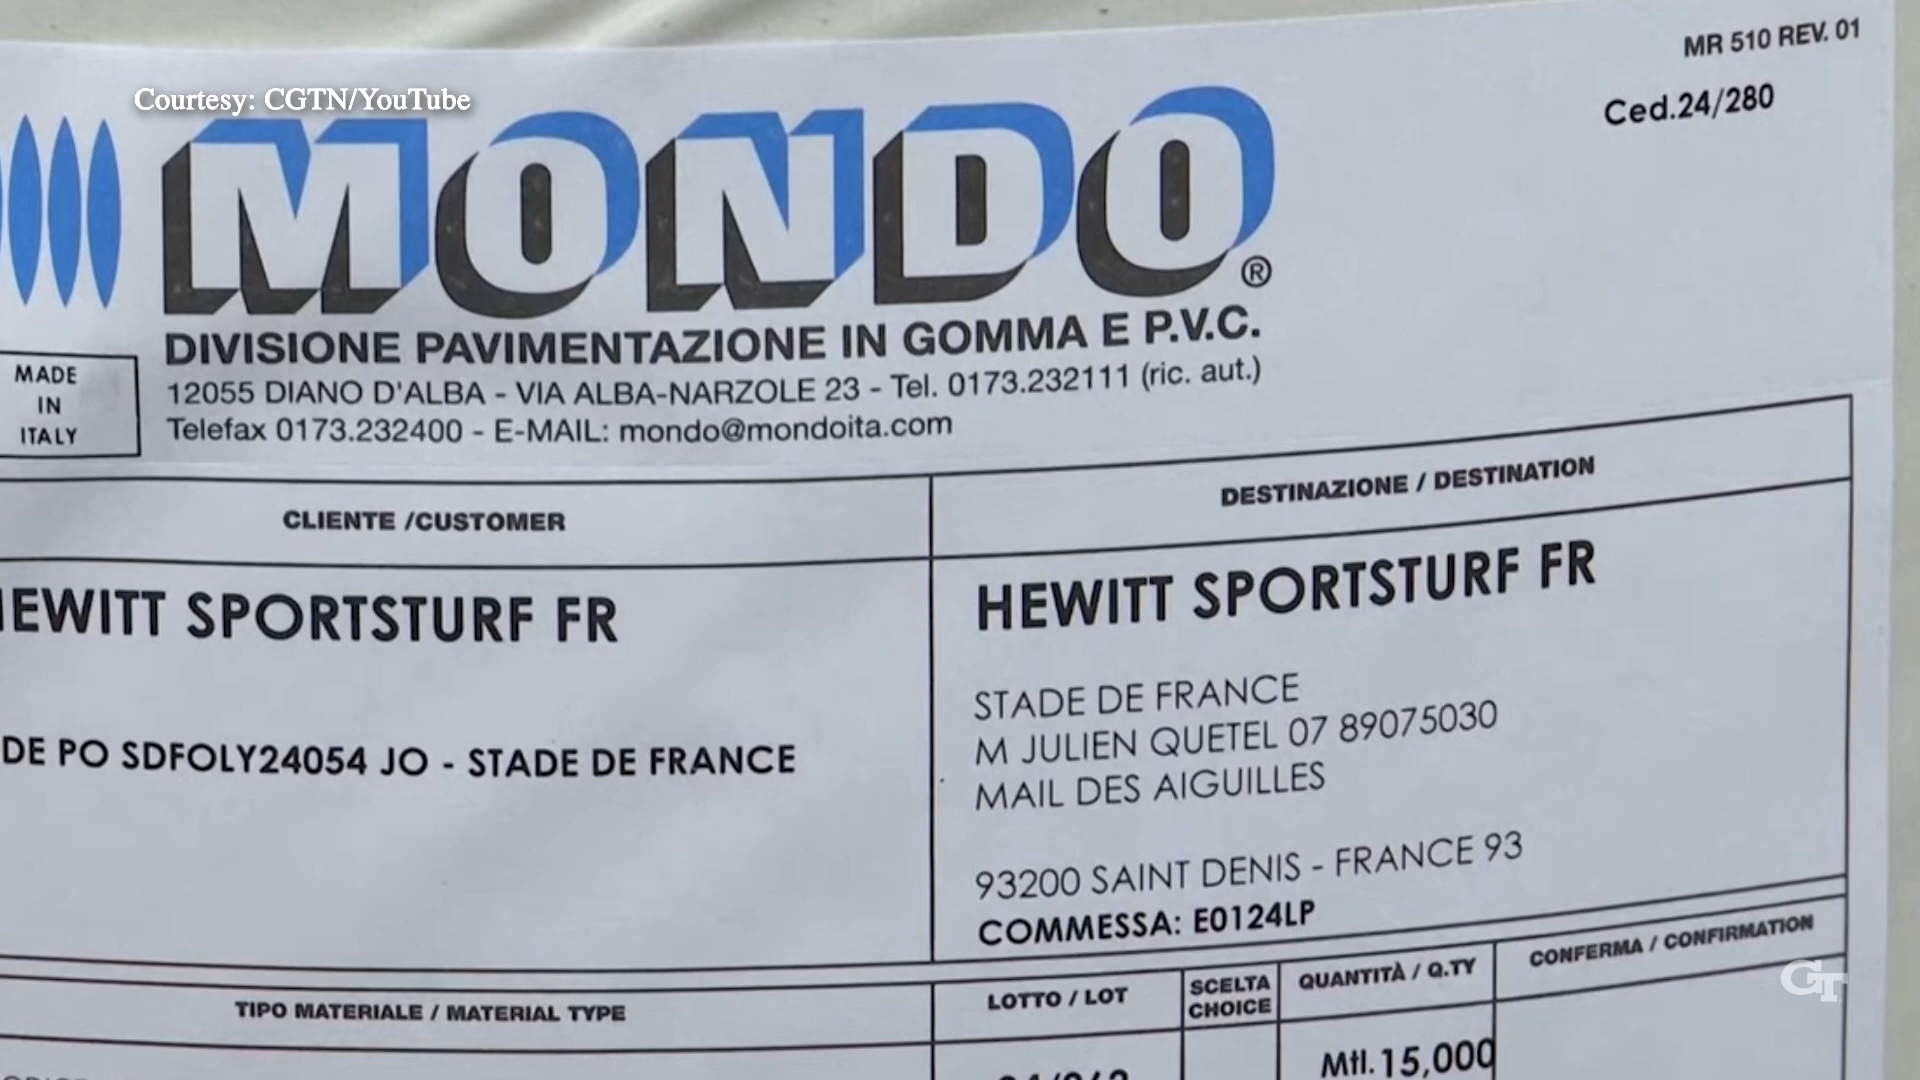 MR 510 REV. 01
Courtesy: CGTN/YouTube
Ced.24/280
MONDO®
DIVISIONE PAVIMENTAZIONE IN GOMMA E P.V.C.
12055 DIANO D'ALBA - VIA ALBA-NARZOLE 23 - Tel. 0173.232111 (ric. aut.)
Telefax 0173.232400 - E-MAIL: mondo@mondoita.com
MADE
IN
ITALY
CLIENTE /CUSTOMER
DESTINAZIONE / DESTINATION
EWITT SPORTSTURF FR
DE PO SDFOLY24054 JO - STADE DE FRANCE
HEWITT SPORTSTURF FR
STADE DE FRANCE
M JULIEN QUETEL 07 89075030
MAIL DES AIGUILLES
93200 SAINT DENIS - FRANCE 93
COMMESSA: E0124LP
TIPO MATERIALE / MATERIAL TYPE
LOTTO / LOT
SCELTA
CHOICE
QUANTITÀ / Q.TY
CONFERMA / CONFIRMATION
Mtl.15,000
GT